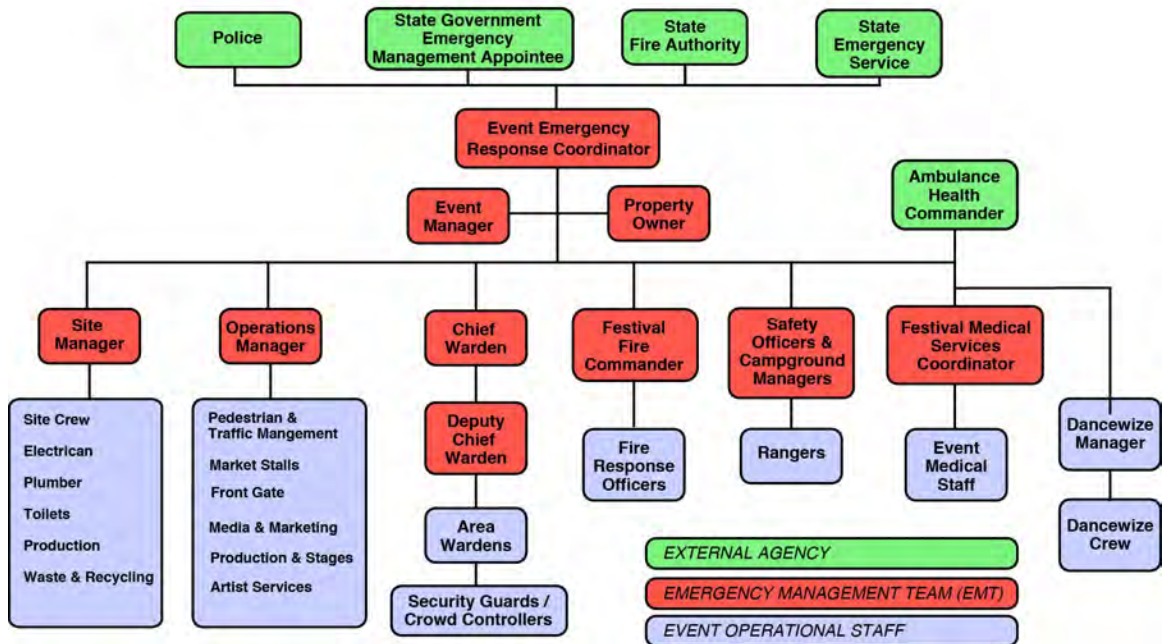 Police
State Government
Emergency
Management Appointee
State
Fire Authority
State
Emergency
Service
Event Emergency
Response Coordinator
Ambulance
Health
Commander
Event
Manager
Property
Owner
Site
Manager
Operations
Manager
Chief
Warden
Festival
Fire
Commander
Safety
Officers &
Campground
Managers
Festival Medical
Services
Coordinator
Site Crew
Electrican
Plumber
Toilets
Production
Waste & Recycling
Pedestrian &
Traffic Mangement
Market Stalls
Front Gate
Media & Marketing
Production & Stages
Artist Services
Deputy
Chief
Warden
Area
Wardens
Security Guards /
Crowd Controllers
Fire
Response
Officers
Rangers
Event
Medical
Staff
Dancewize
Manager
Dancewize
Crew
EXTERNAL AGENCY
EMERGENCY MANAGEMENT TEAM (EMT)
EVENT OPERATIONAL STAFF